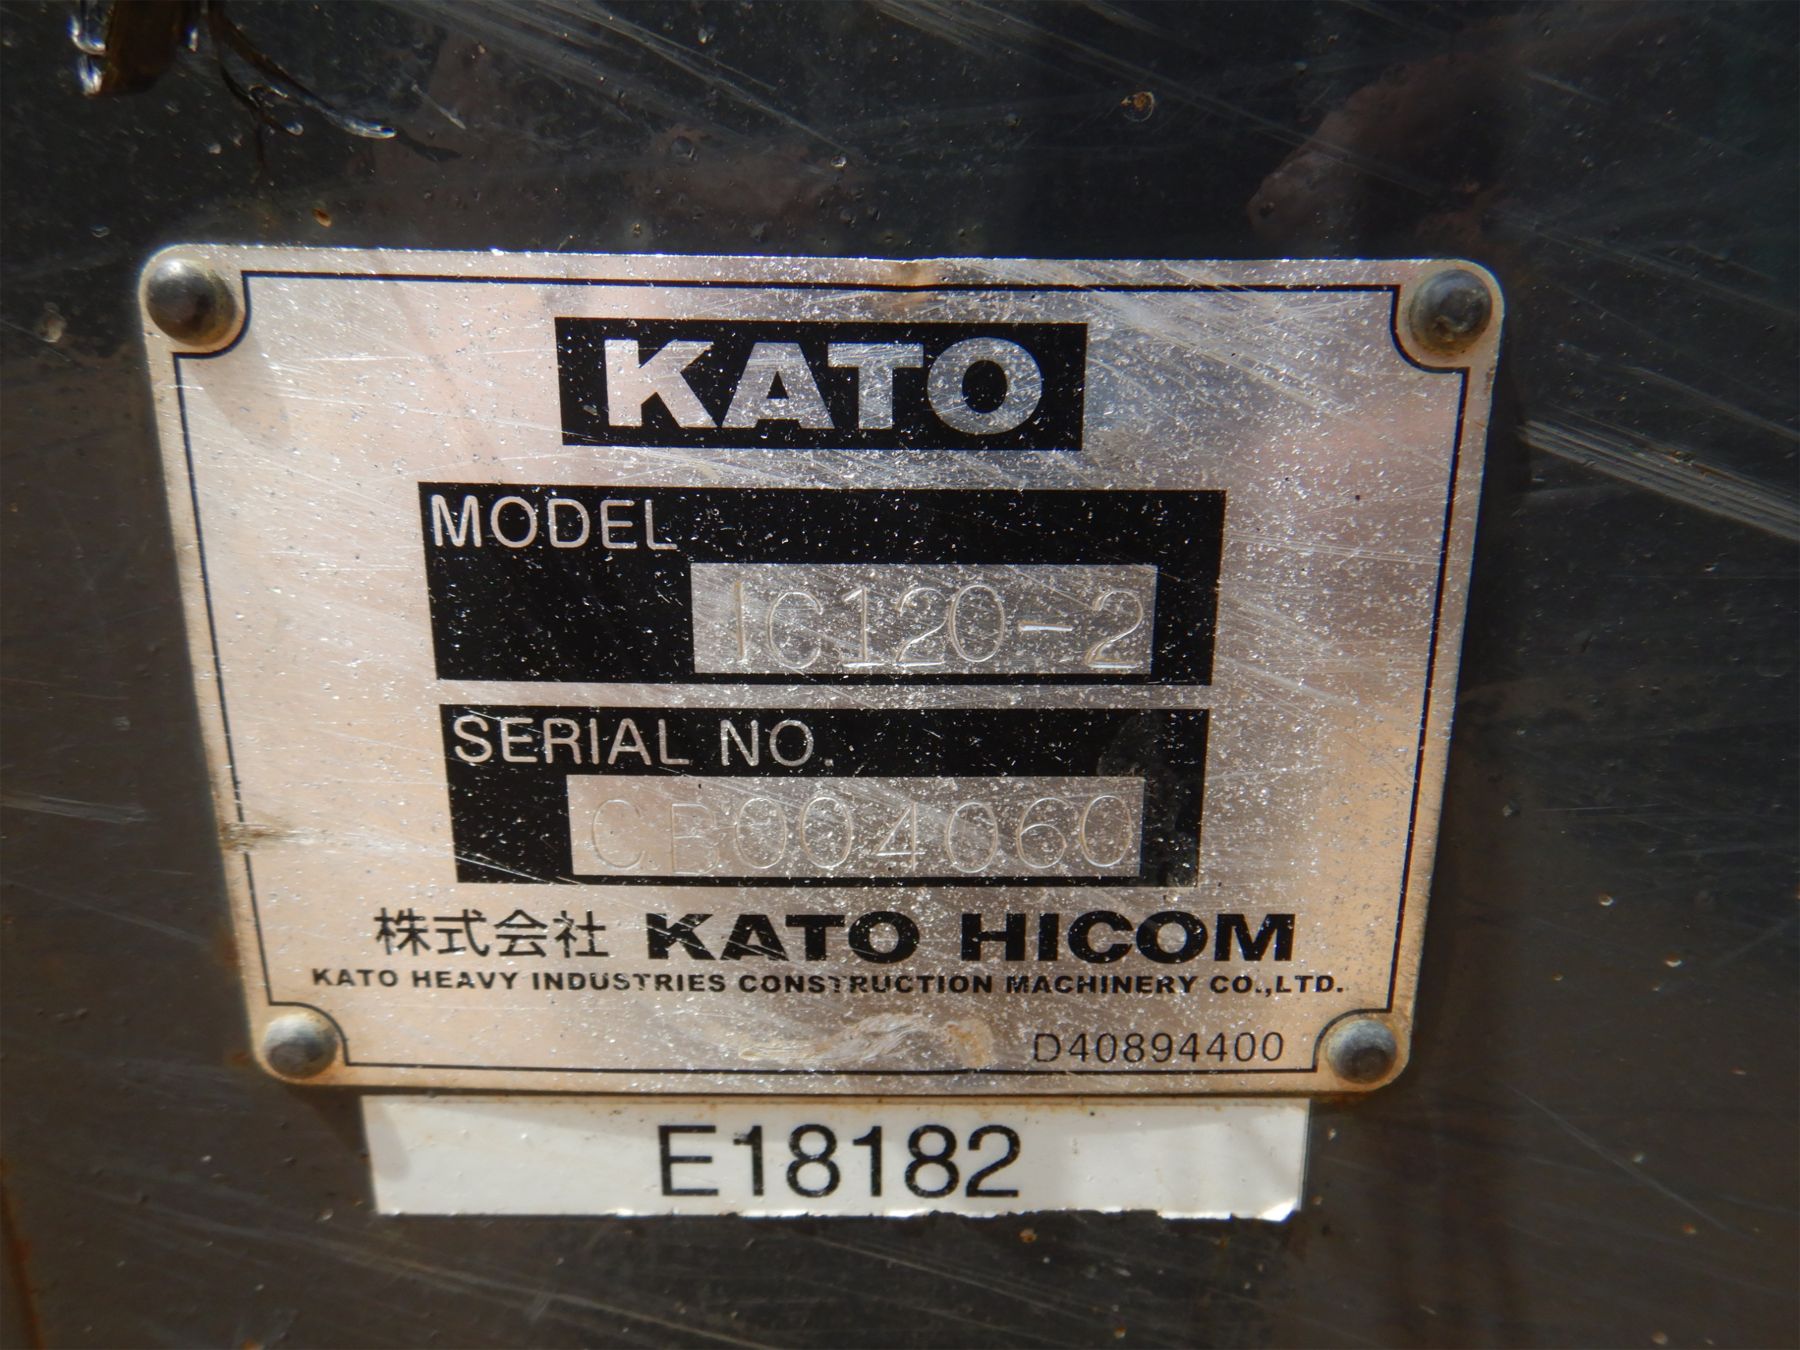 KATO
MODEL
IC120-2
SERIAL NO.
CB004060
株式会社 KATO HICOM
KATO HEAVY INDUSTRIES CONSTRUCTION MACHINERY CO.,LTD.
D40894400
E18182